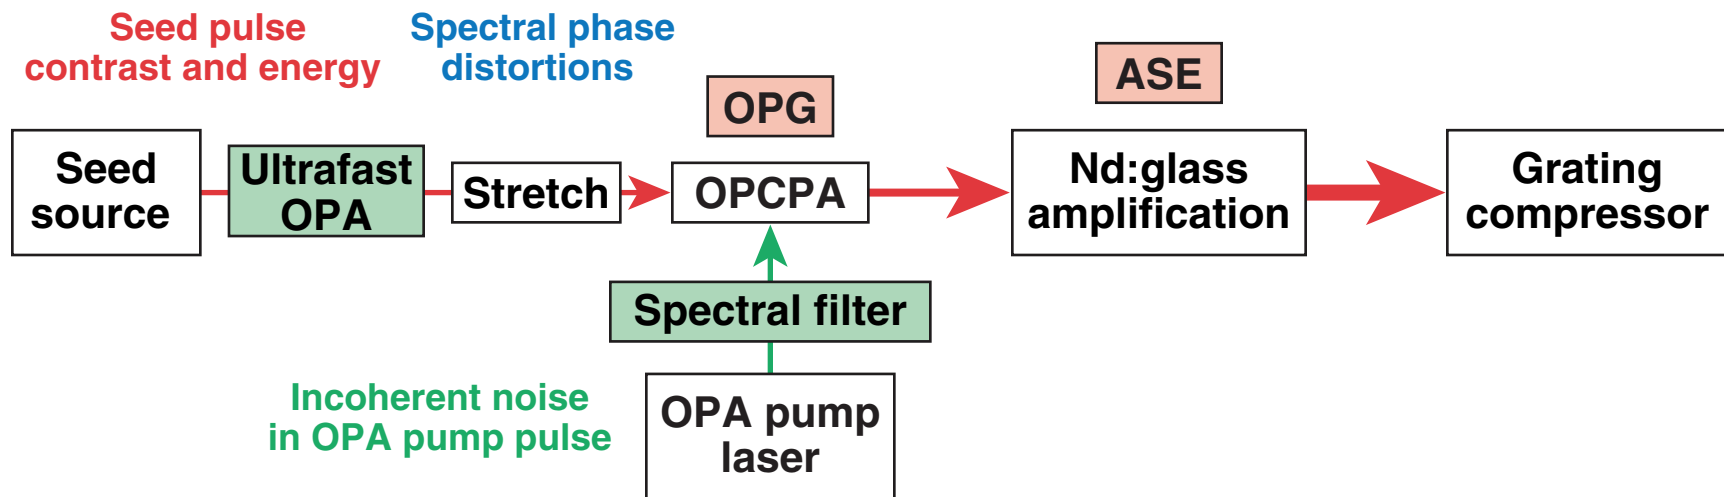 Seed pulse
contrast and energy
Spectral phase
distortions
OPG
ASE
Seed
source
Ultrafast
OPA
Stretch
OPCPA
Nd:glass
amplification
Grating
compressor
Spectral filter
Incoherent noise
in OPA pump pulse
OPA pump
laser